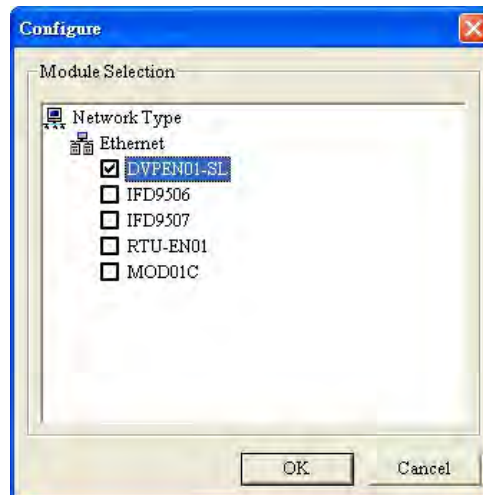 Configure
Module Selection
Network Type
Ethernet
DVPEN01-SL
IFD9506
IFD9507
RTU-EN01
MOD01C
OK
Cancel